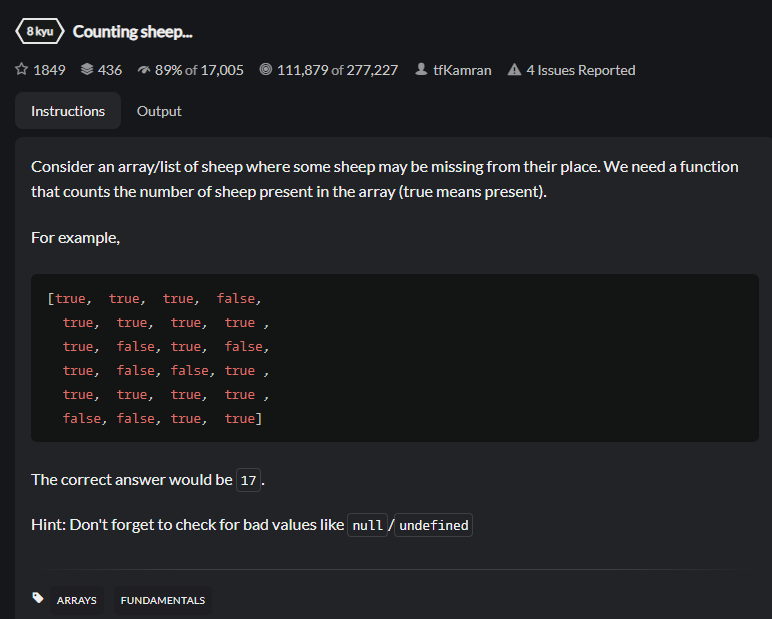 8 kyu Counting sheep...
1849 436 89% of 17,005 111,879 of 277,227 tfKamran 4 Issues Reported
Instructions Output
Consider an array/list of sheep where some sheep may be missing from their place. We need a function
that counts the number of sheep present in the array (true means present).
For example,
[true,  true,  true,  false,
  true,  true,  true,  true ,
  true,  false, true,  false,
  true,  false, false, true ,
  true,  true,  true,  true ,
  false, false, true,  true]
The correct answer would be 17.
Hint: Don't forget to check for bad values like null/undefined
ARRAYS FUNDAMENTALS